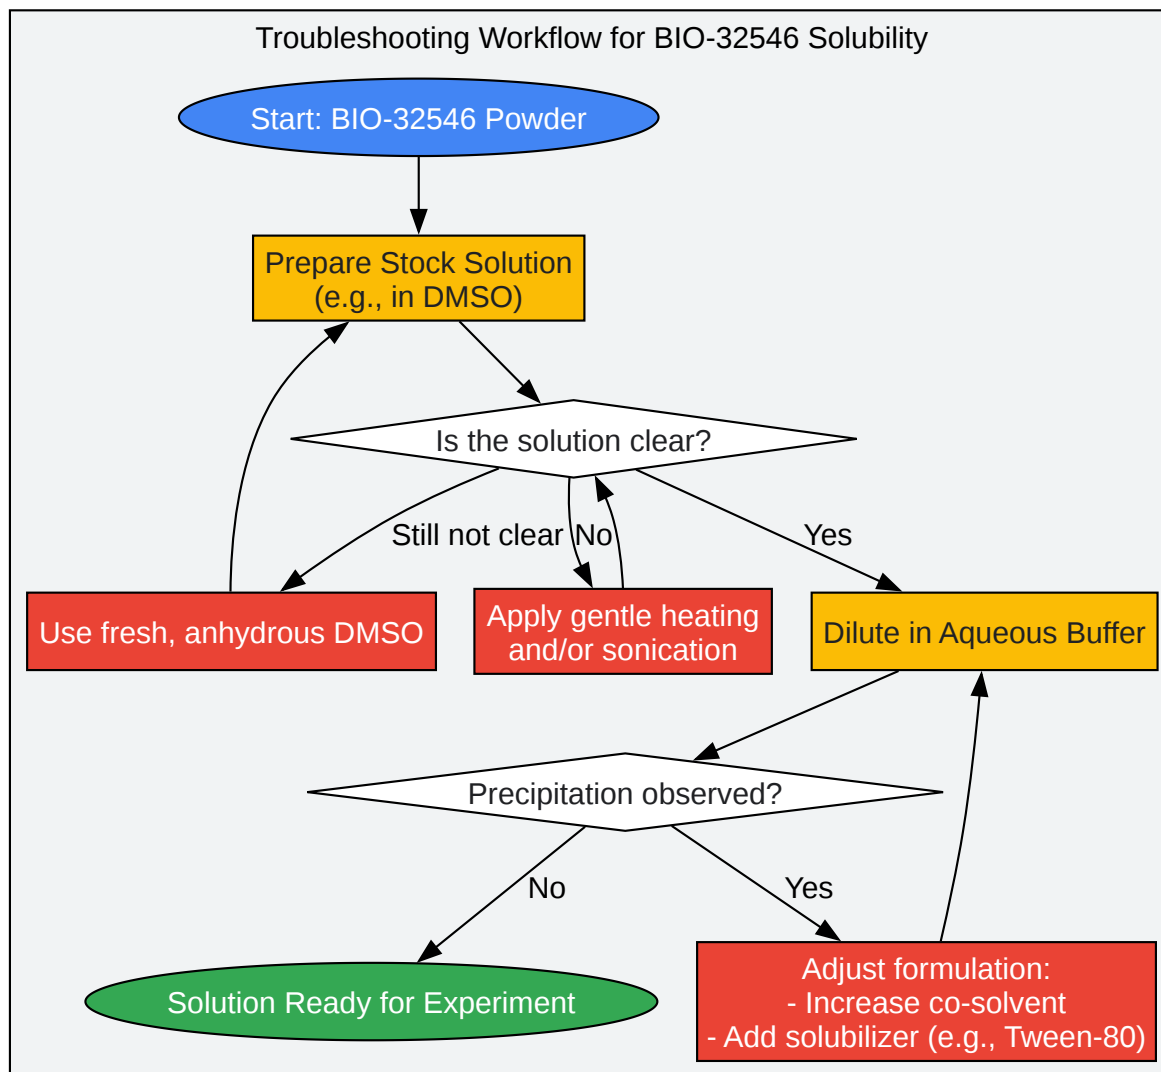 Troubleshooting Workflow for BIO-32546 Solubility
Start: BIO-32546 Powder
Prepare Stock Solution
(e.g., in DMSO)
Is the solution clear?
Still not clear
No
Yes
Use fresh, anhydrous DMSO
Apply gentle heating
and/or sonication
Dilute in Aqueous Buffer
Precipitation observed?
No
Yes
Solution Ready for Experiment
Adjust formulation:
- Increase co-solvent
- Add solubilizer (e.g., Tween-80)